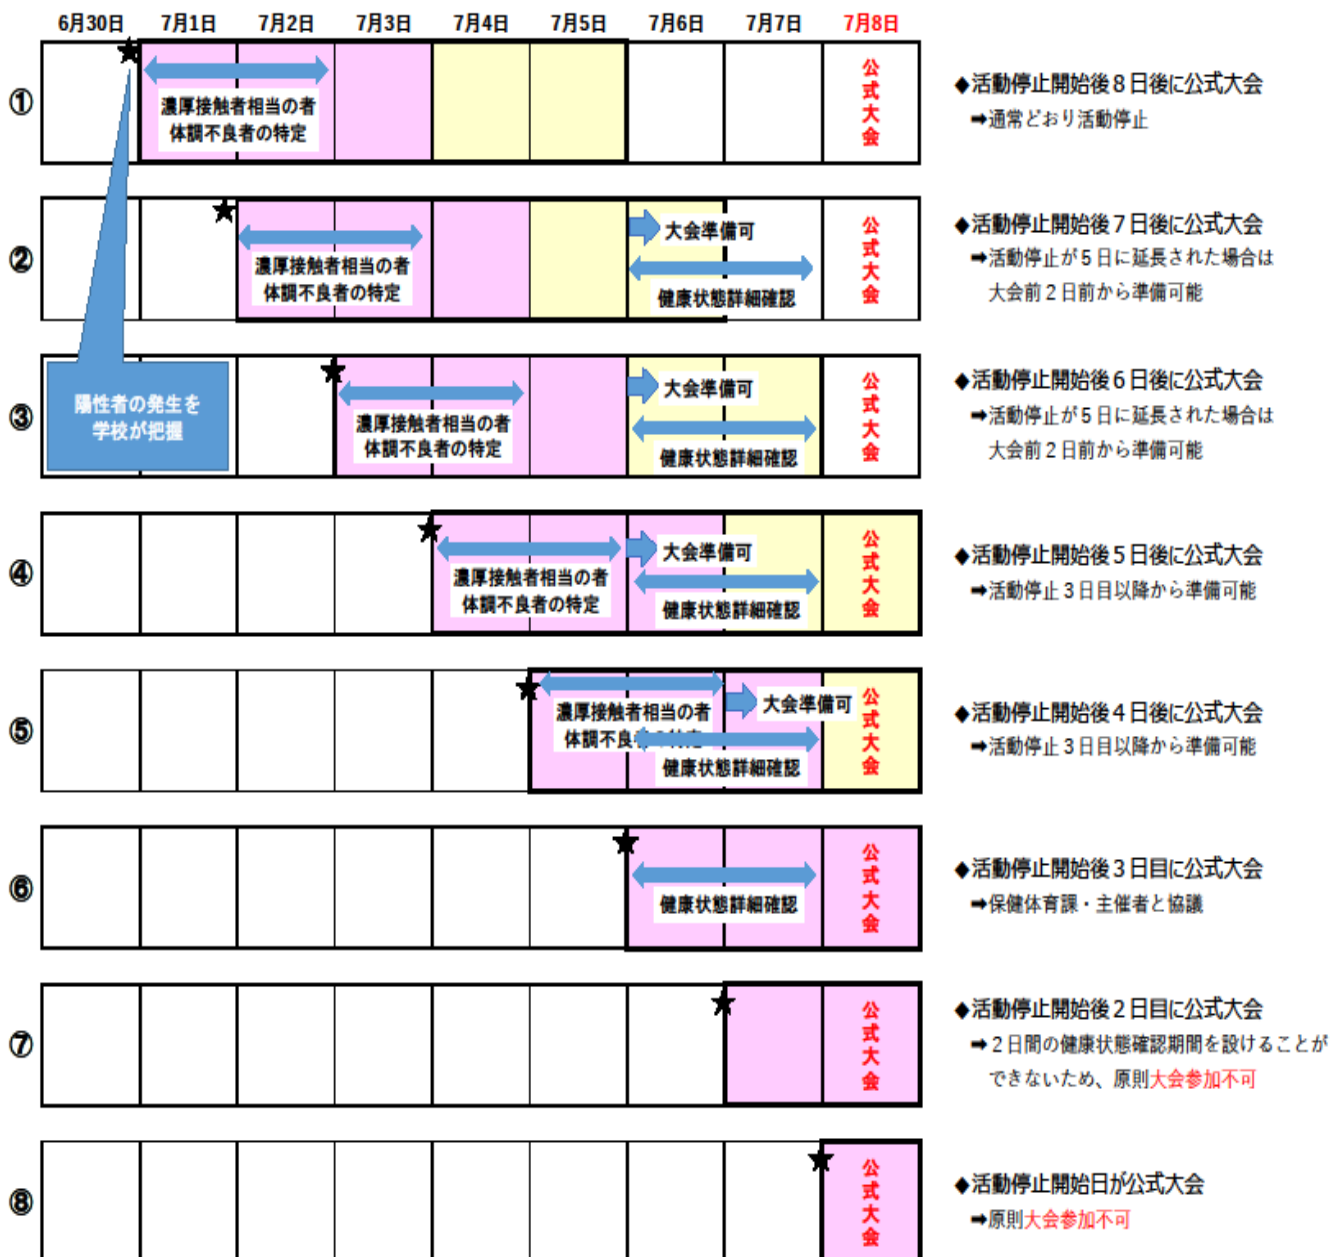 6月30日 7月1日 7月2日 7月3日 7月4日 7月5日 7月6日 7月7日 7月8日
①
濃厚接触者相当の者
体調不良者の特定
公式大会
◆活動停止開始後８日後に公式大会
➡通常どおり活動停止
②
濃厚接触者相当の者
体調不良者の特定
大会準備可
健康状態詳細確認
公式大会
◆活動停止開始後７日後に公式大会
➡活動停止が５日に延長された場合は
大会前２日前から準備可能
陽性者の発生を
学校が把握
③
濃厚接触者相当の者
体調不良者の特定
大会準備可
健康状態詳細確認
公式大会
◆活動停止開始後６日後に公式大会
➡活動停止が５日に延長された場合は
大会前２日前から準備可能
④
濃厚接触者相当の者
体調不良者の特定
大会準備可
健康状態詳細確認
公式大会
◆活動停止開始後５日後に公式大会
➡活動停止３日目以降から準備可能
⑤
濃厚接触者相当の者
体調不良者の特定
大会準備可
健康状態詳細確認
公式大会
◆活動停止開始後４日後に公式大会
➡活動停止３日目以降から準備可能
⑥
健康状態詳細確認
公式大会
◆活動停止開始後３日目に公式大会
➡保健体育課・主催者と協議
⑦
公式大会
◆活動停止開始後２日目に公式大会
➡２日間の健康状態確認期間を設けることが
できないため、原則大会参加不可
⑧
公式大会
◆活動停止開始日が公式大会
➡原則大会参加不可